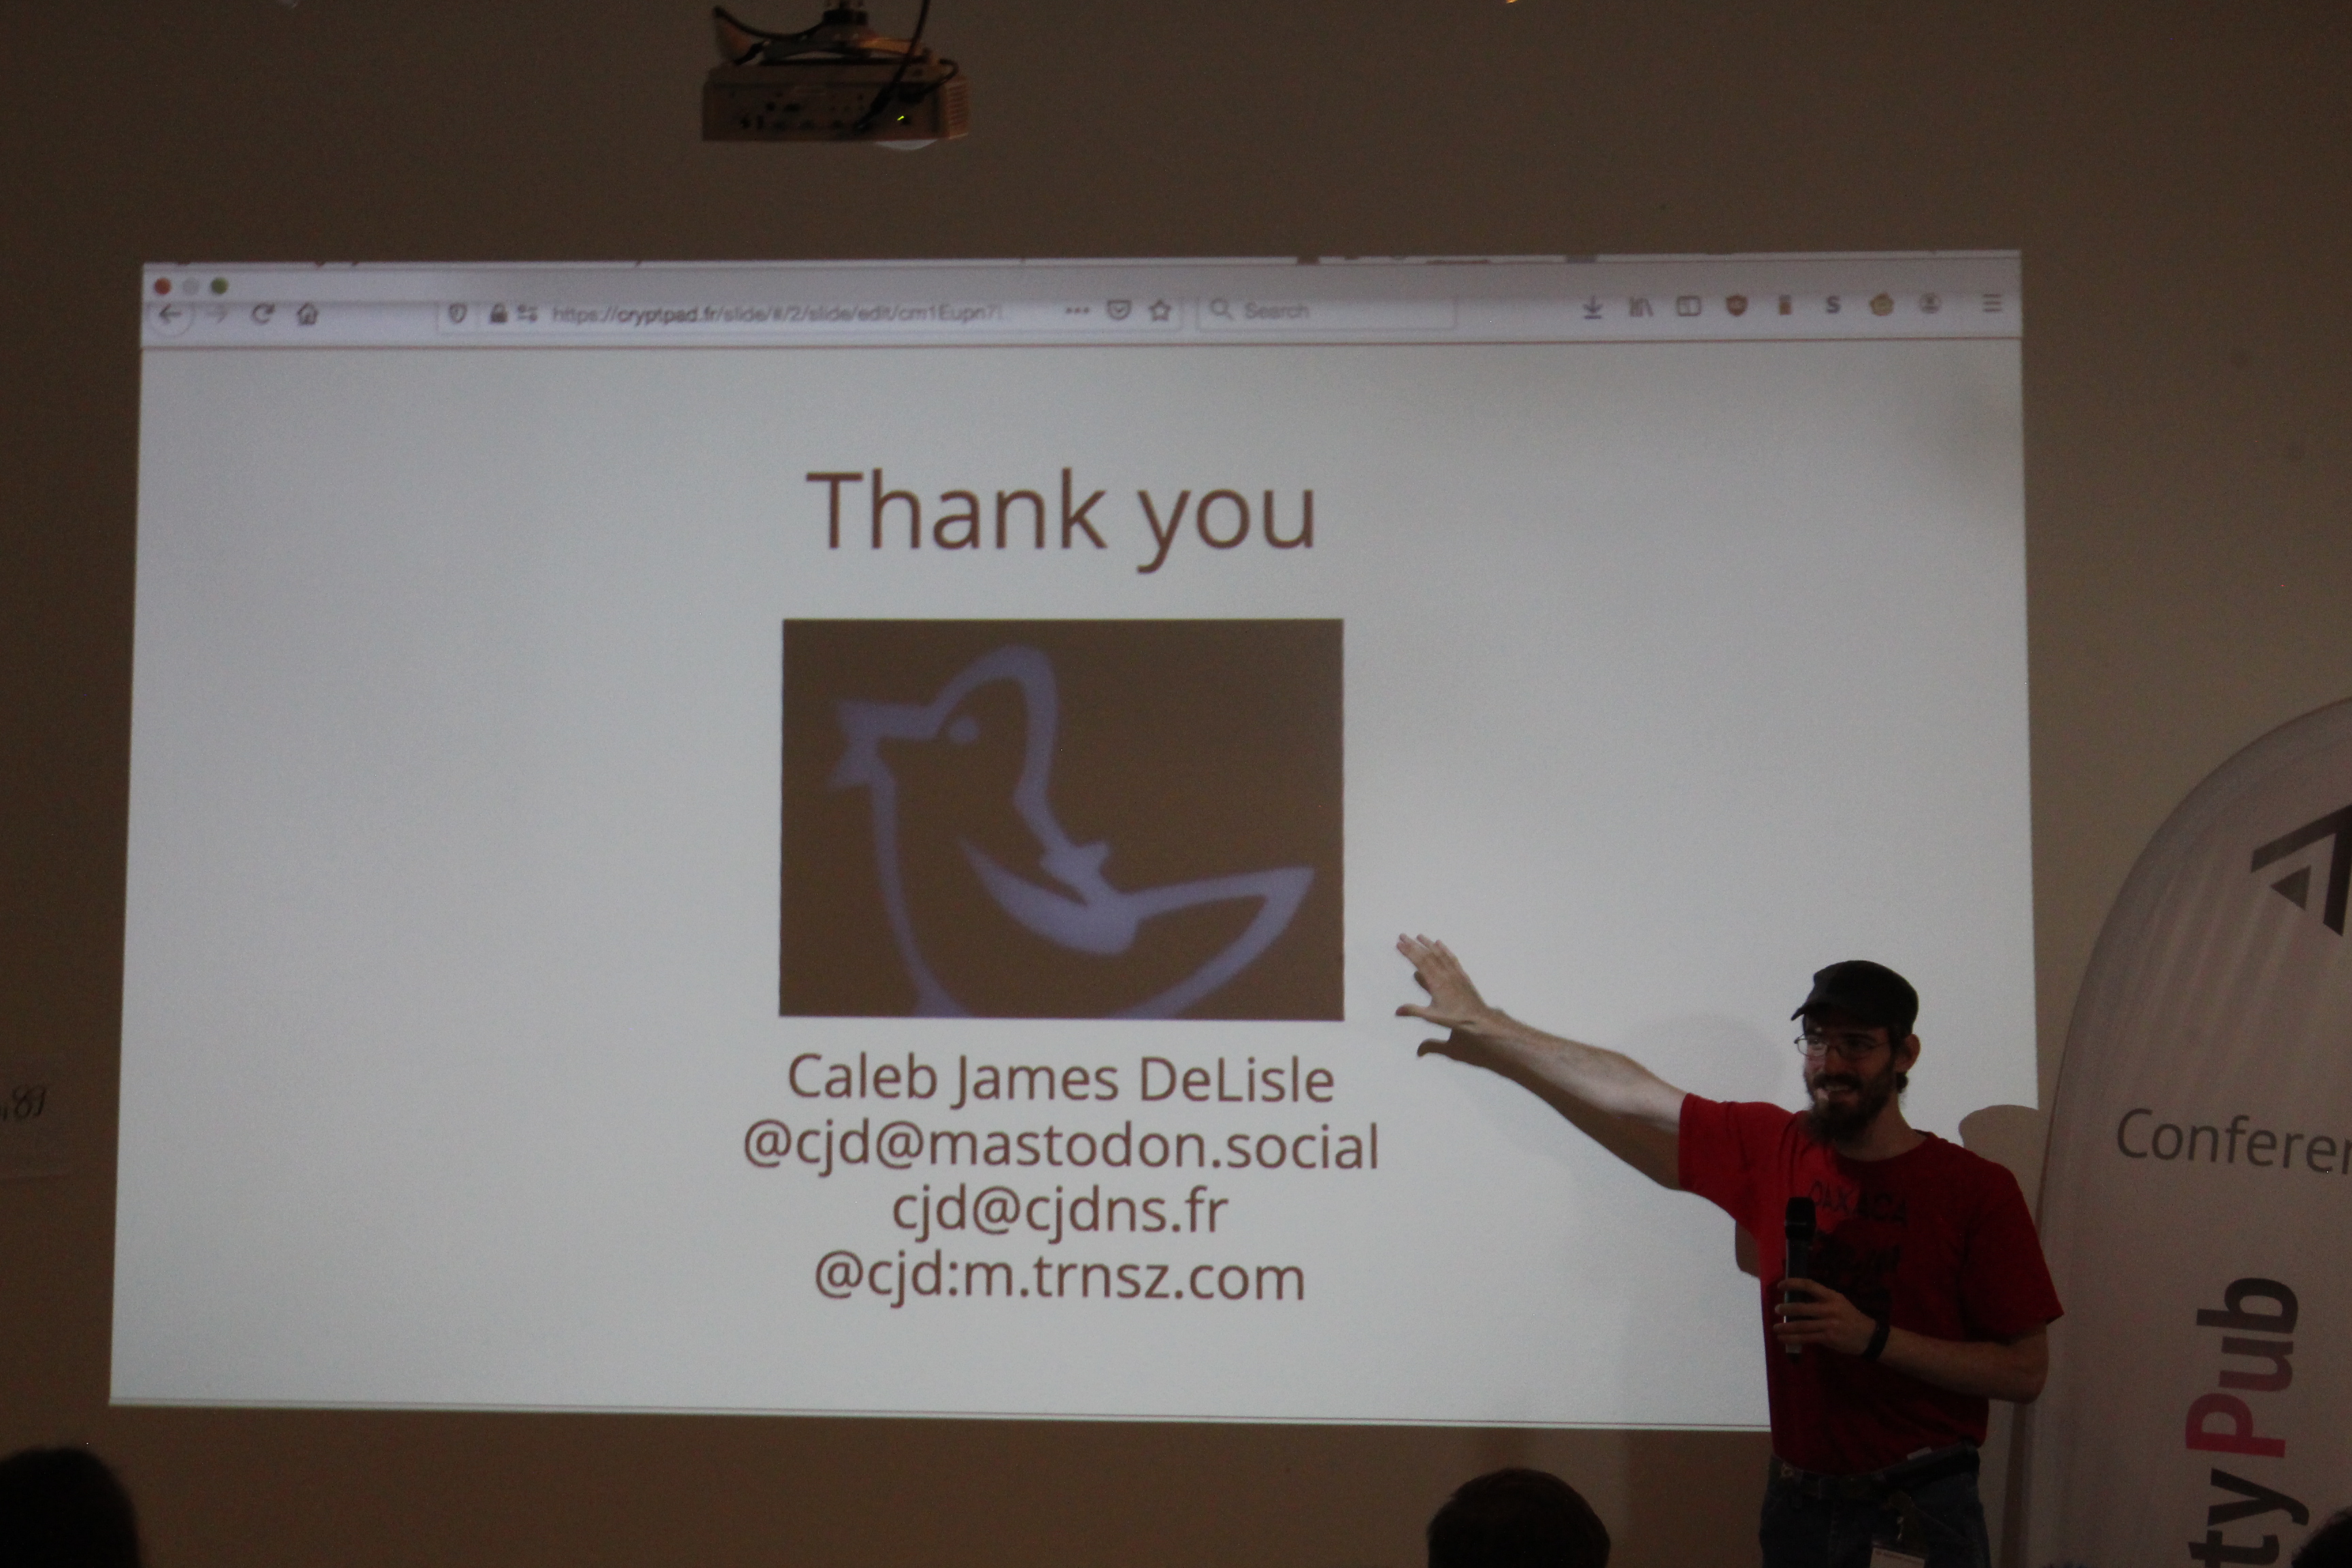 https://cryptpad.fr/slide/#/2/slide/edit/cm1Eupn7l
Search
Thank you
Caleb James DeLisle
@cjd@mastodon.social
cjd@cjdns.fr
@cjd:m.trnsz.com
OAXACA
Conferen
tyPub